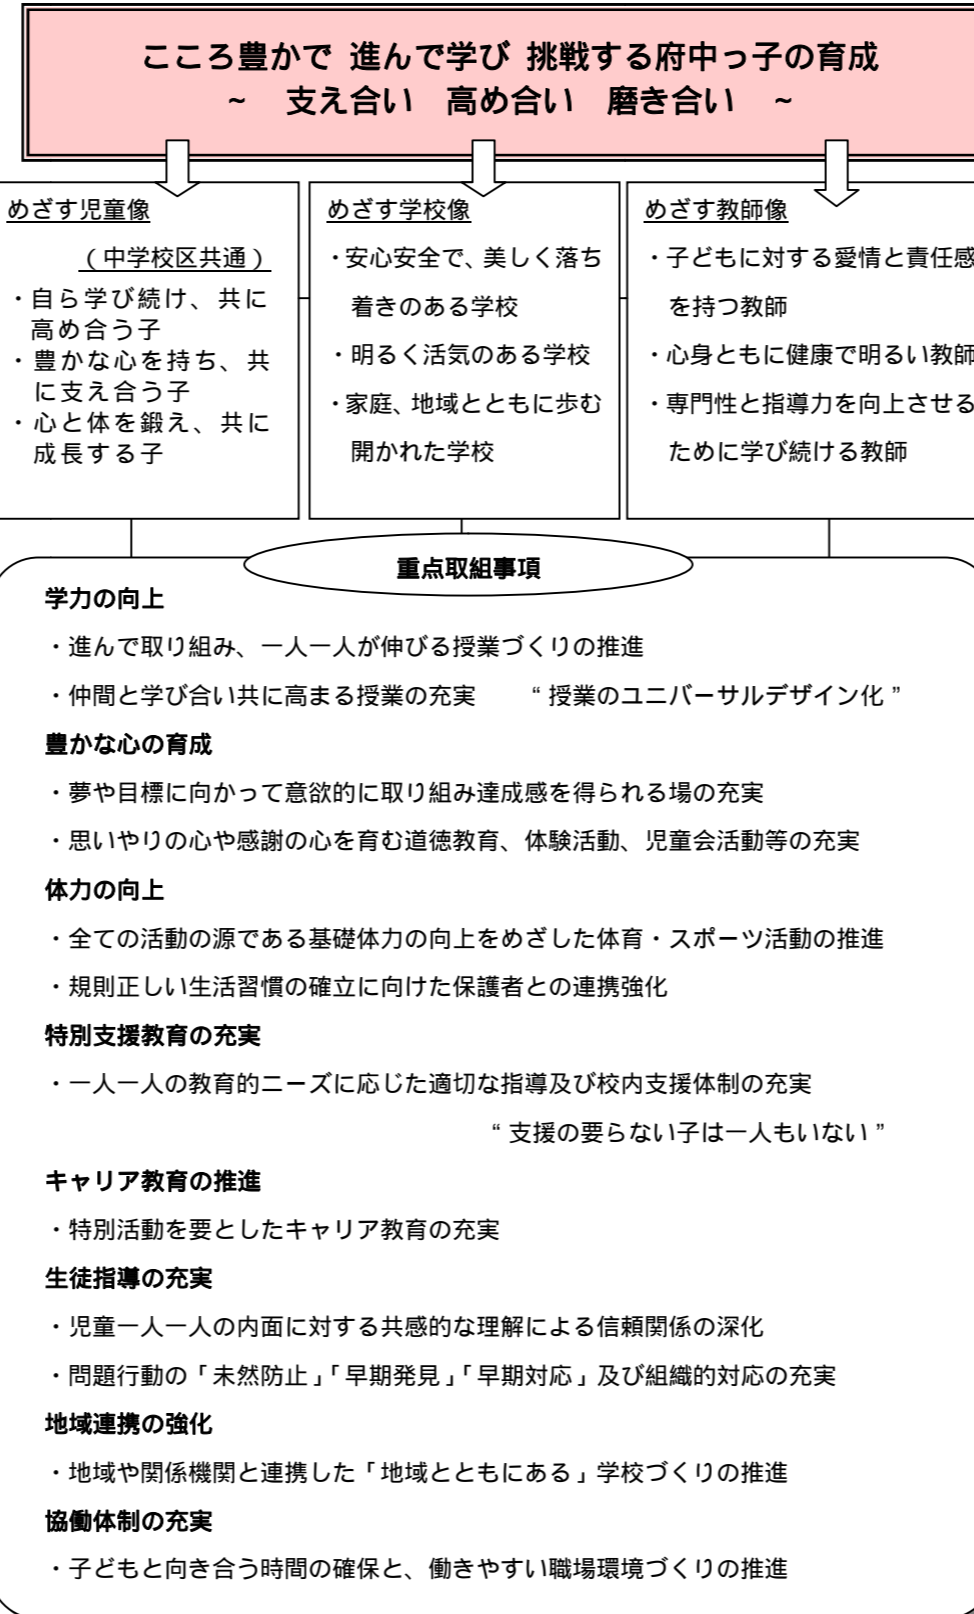 こころ豊かで 進んで学び 挑戦する府中っ子の育成
~ 支え合い 高め合い 磨き合い ~
めざす児童像
(中学校区共通)
・自ら学び続け、共に
高め合う子
・豊かな心を持ち、共
に支え合う子
・心と体を鍛え、共に
成長する子
めざす学校像
・安心安全で、美しく落ち
着きのある学校
・明るく活気のある学校
・家庭、地域とともに歩む
開かれた学校
めざす教師像
・子どもに対する愛情と責任感
を持つ教師
・心身ともに健康で明るい教師
・専門性と指導力を向上させる
ために学び続ける教師
重点取組事項
学力の向上
・進んで取り組み、一人一人が伸びる授業づくりの推進
・仲間と学び合い共に高まる授業の充実 “授業のユニバーサルデザイン化”
豊かな心の育成
・夢や目標に向かって意欲的に取り組み達成感を得られる場の充実
・思いやりの心や感謝の心を育む道徳教育、体験活動、児童会活動等の充実
体力の向上
・全ての活動の源である基礎体力の向上をめざした体育・スポーツ活動の推進
・規則正しい生活習慣の確立に向けた保護者との連携強化
特別支援教育の充実
・一人一人の教育的ニーズに応じた適切な指導及び校内支援体制の充実
“支援の要らない子は一人もいない”
キャリア教育の推進
・特別活動を要としたキャリア教育の充実
生徒指導の充実
・児童一人一人の内面に対する共感的な理解による信頼関係の深化
・問題行動の「未然防止」「早期発見」「早期対応」及び組織的対応の充実
地域連携の強化
・地域や関係機関と連携した「地域とともにある」学校づくりの推進
協働体制の充実
・子どもと向き合う時間の確保と、働きやすい職場環境づくりの推進